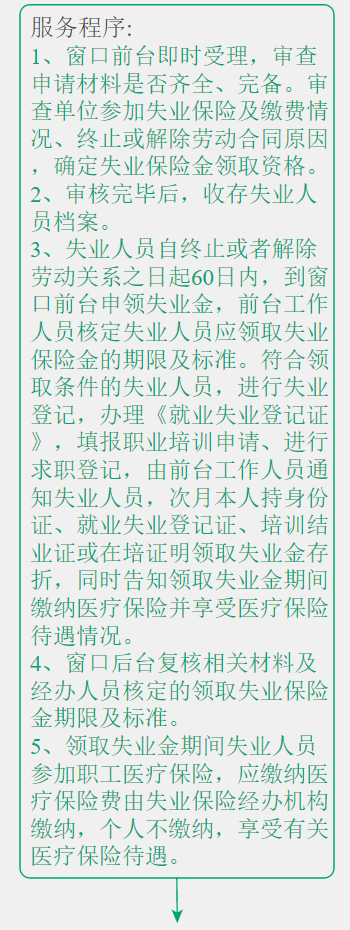 服务程序:
1、窗口前台即时受理，审查
申请材料是否齐全、完备。审
查单位参加失业保险及缴费情
况、终止或解除劳动合同原因
，确定失业保险金领取资格。
2、审核完毕后，收存失业人
员档案。
3、失业人员自终止或者解除
劳动关系之日起60日内，到窗
口前台申领失业金，前台工作
人员核定失业人员应领取失业
保险金的期限及标准。符合领
取条件的失业人员，进行失业
登记，办理《就业失业登记证
》，填报职业培训申请、进行
求职登记，由前台工作人员通
知失业人员，次月本人持身份
证、就业失业登记证、培训结
业证或在培证明领取失业金存
折，同时告知领取失业金期间
缴纳医疗保险并享受医疗保险
待遇情况。
4、窗口后台复核相关材料及
经办人员核定的领取失业保险
金期限及标准。
5、领取失业金期间失业人员
参加职工医疗保险，应缴纳医
疗保险费由失业保险经办机构
缴纳，个人不缴纳，享受有关
医疗保险待遇。